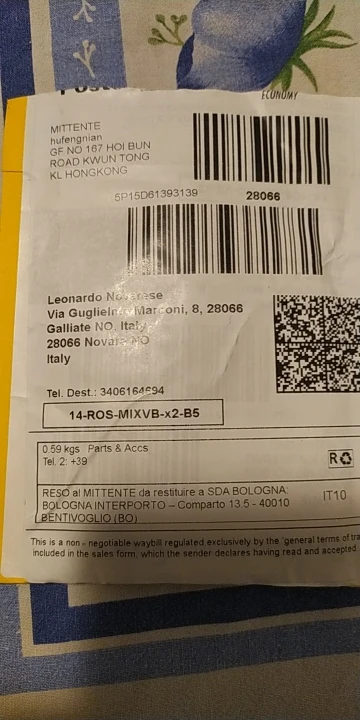 ECONOMY
MITTENTE
hufengnian
GF NO 167 HOI BUN
ROAD KWUN TONG
KL HONGKONG
5P15D61393139
28066
Leonardo Novarese
Via Guglielmo Marconi, 8, 28066
Galliate NO, Italy
28066 Novara NO
Italy
Tel. Dest.: 3406164694
14-ROS-MIXVB-x2-B5
0.59 kgs Parts & Accs
Tel. 2: +39
R
RESO al MITTENTE da restituire a SDA BOLOGNA:
BOLOGNA INTERPORTO – Comparto 13.5 - 40010
BENTIVOGLIO (BO)
IT10
This is a non - negotiable waybill regulated exclusively by the 'general terms of
included in the sales form, which the sender declares having read and accepted